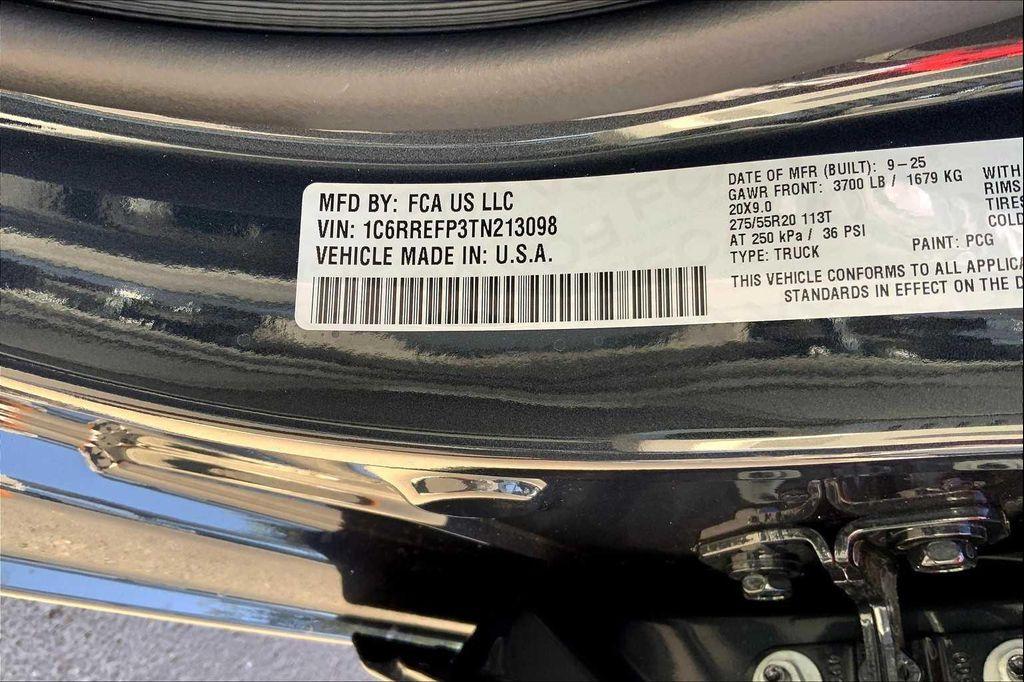 MFD BY: FCA US LLC
VIN: 1C6RREFP3TN213098
VEHICLE MADE IN: U.S.A.
DATE OF MFR (BUILT): 9-25
GAWR FRONT: 3700 LB / 1679 KG WITH
20X9.0 RIMS
275/55R20 113T TIRES
AT 250 kPa / 36 PSI COLD
TYPE: TRUCK PAINT: PCG
THIS VEHICLE CONFORMS TO ALL APPLICA
STANDARDS IN EFFECT ON THE D